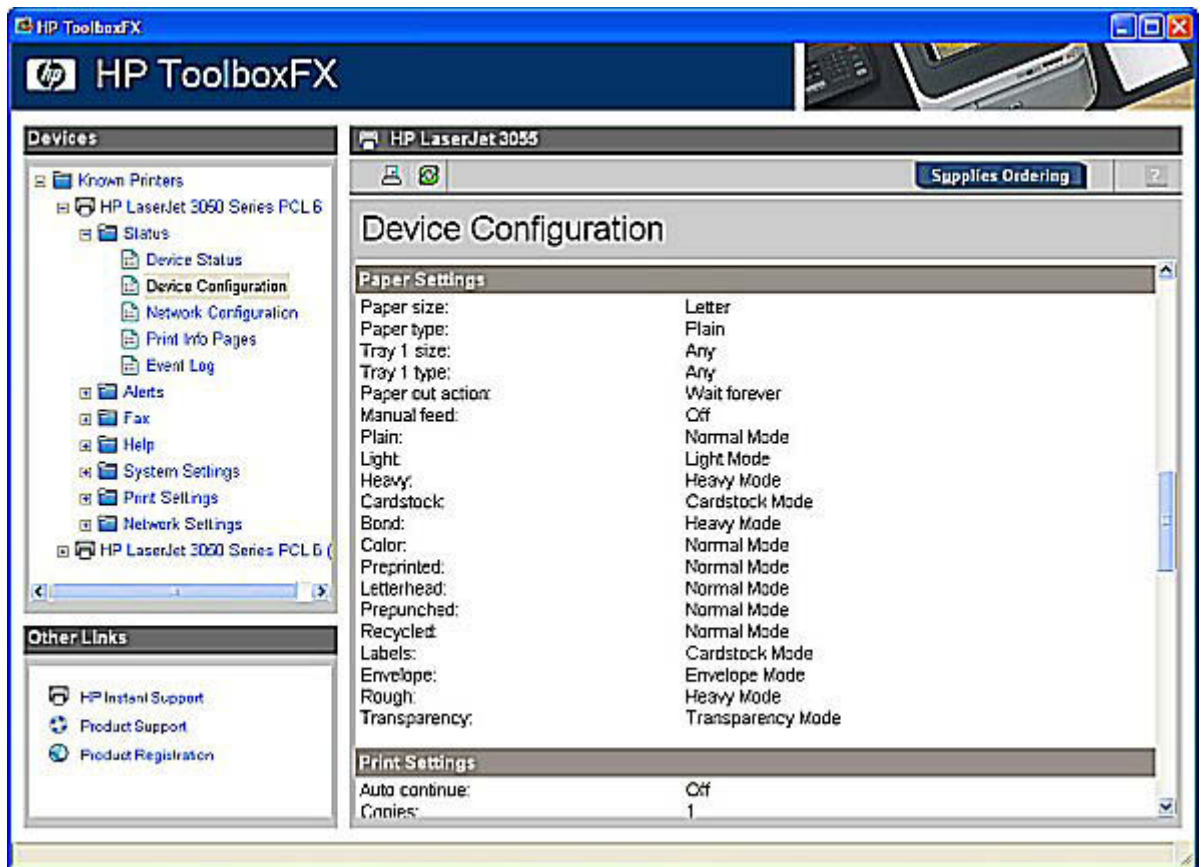 HP ToolboxFX
hp HP ToolboxFX
Devices
Known Printers
HP LaserJet 3050 Series PCL 6
Status
Device Status
Device Configuration
Network Configuration
Print Info Pages
Event Log
Alerts
Fax
Help
System Settings
Print Settings
Network Settings
HP LaserJet 3050 Series PCL 6 (
Other Links
HP Instant Support
Product Support
Product Registration
HP LaserJet 3055
Supplies Ordering ?
Device Configuration
Paper Settings
Paper size: Letter
Paper type: Plain
Tray 1 size: Any
Tray 1 type: Any
Paper out action: Wait forever
Manual feed: Off
Plain: Normal Mode
Light: Light Mode
Heavy: Heavy Mode
Cardstock: Cardstock Mode
Bond: Heavy Mode
Color: Normal Mode
Preprinted: Normal Mode
Letterhead: Normal Mode
Prepunched: Normal Mode
Recycled: Normal Mode
Labels: Cardstock Mode
Envelope: Envelope Mode
Rough: Heavy Mode
Transparency: Transparency Mode
Print Settings
Auto continue: Off
Copies: 1